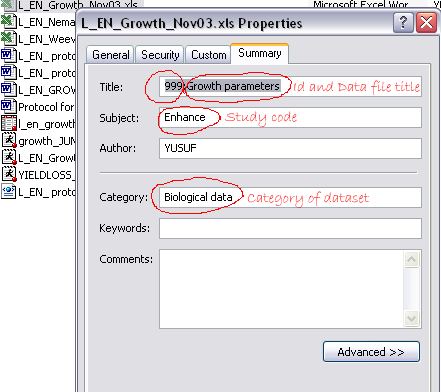 L_EN_Growth_Nov03.xls
Microsoft Excel Wor
L_EN_Growth_Nov03.xls Properties
L_EN_Nema
L_EN_Weev
L_EN_ proto
L_EN_ proto
L_EN_GROW
Protocol for
l_en_growth
growth_JUN
L_EN_Growt
YIELDLOSS_
L_EN_ proto
General
Security
Custom
Summary
Title: 999;Growth parameters Id and Data file title
Subject: Enhance Study code
Author: YUSUF
Category: Biological data Category of dataset
Keywords:
Comments:
Advanced >>